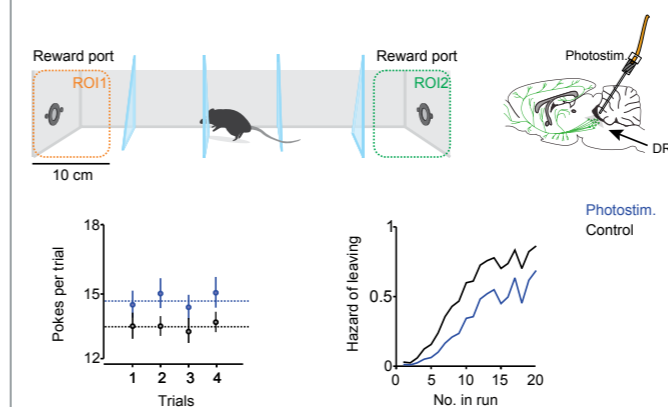 Reward port
Reward port
Photostim.
ROI1
ROI2
DR
10 cm
Photostim.
Control
18
15
12
Pokes per trial
1 2 3 4
Trials
1
0.5
0
Hazard of leaving
0 5 10 15 20
No. in run